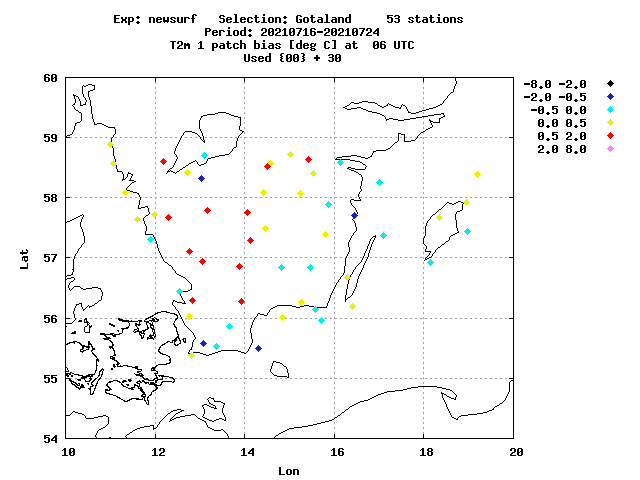 Exp: newsurf   Selection: Gotaland     53 stations
Period: 20210716-20210724
T2m 1 patch bias [deg C] at  06 UTC
Used {00} + 30
60
59
58
57
56
55
54
Lat
10 12 14 16 18 20
Lon
-8.0 -2.0
-2.0 -0.5
-0.5 0.0
0.0 0.5
0.5 2.0
2.0 8.0